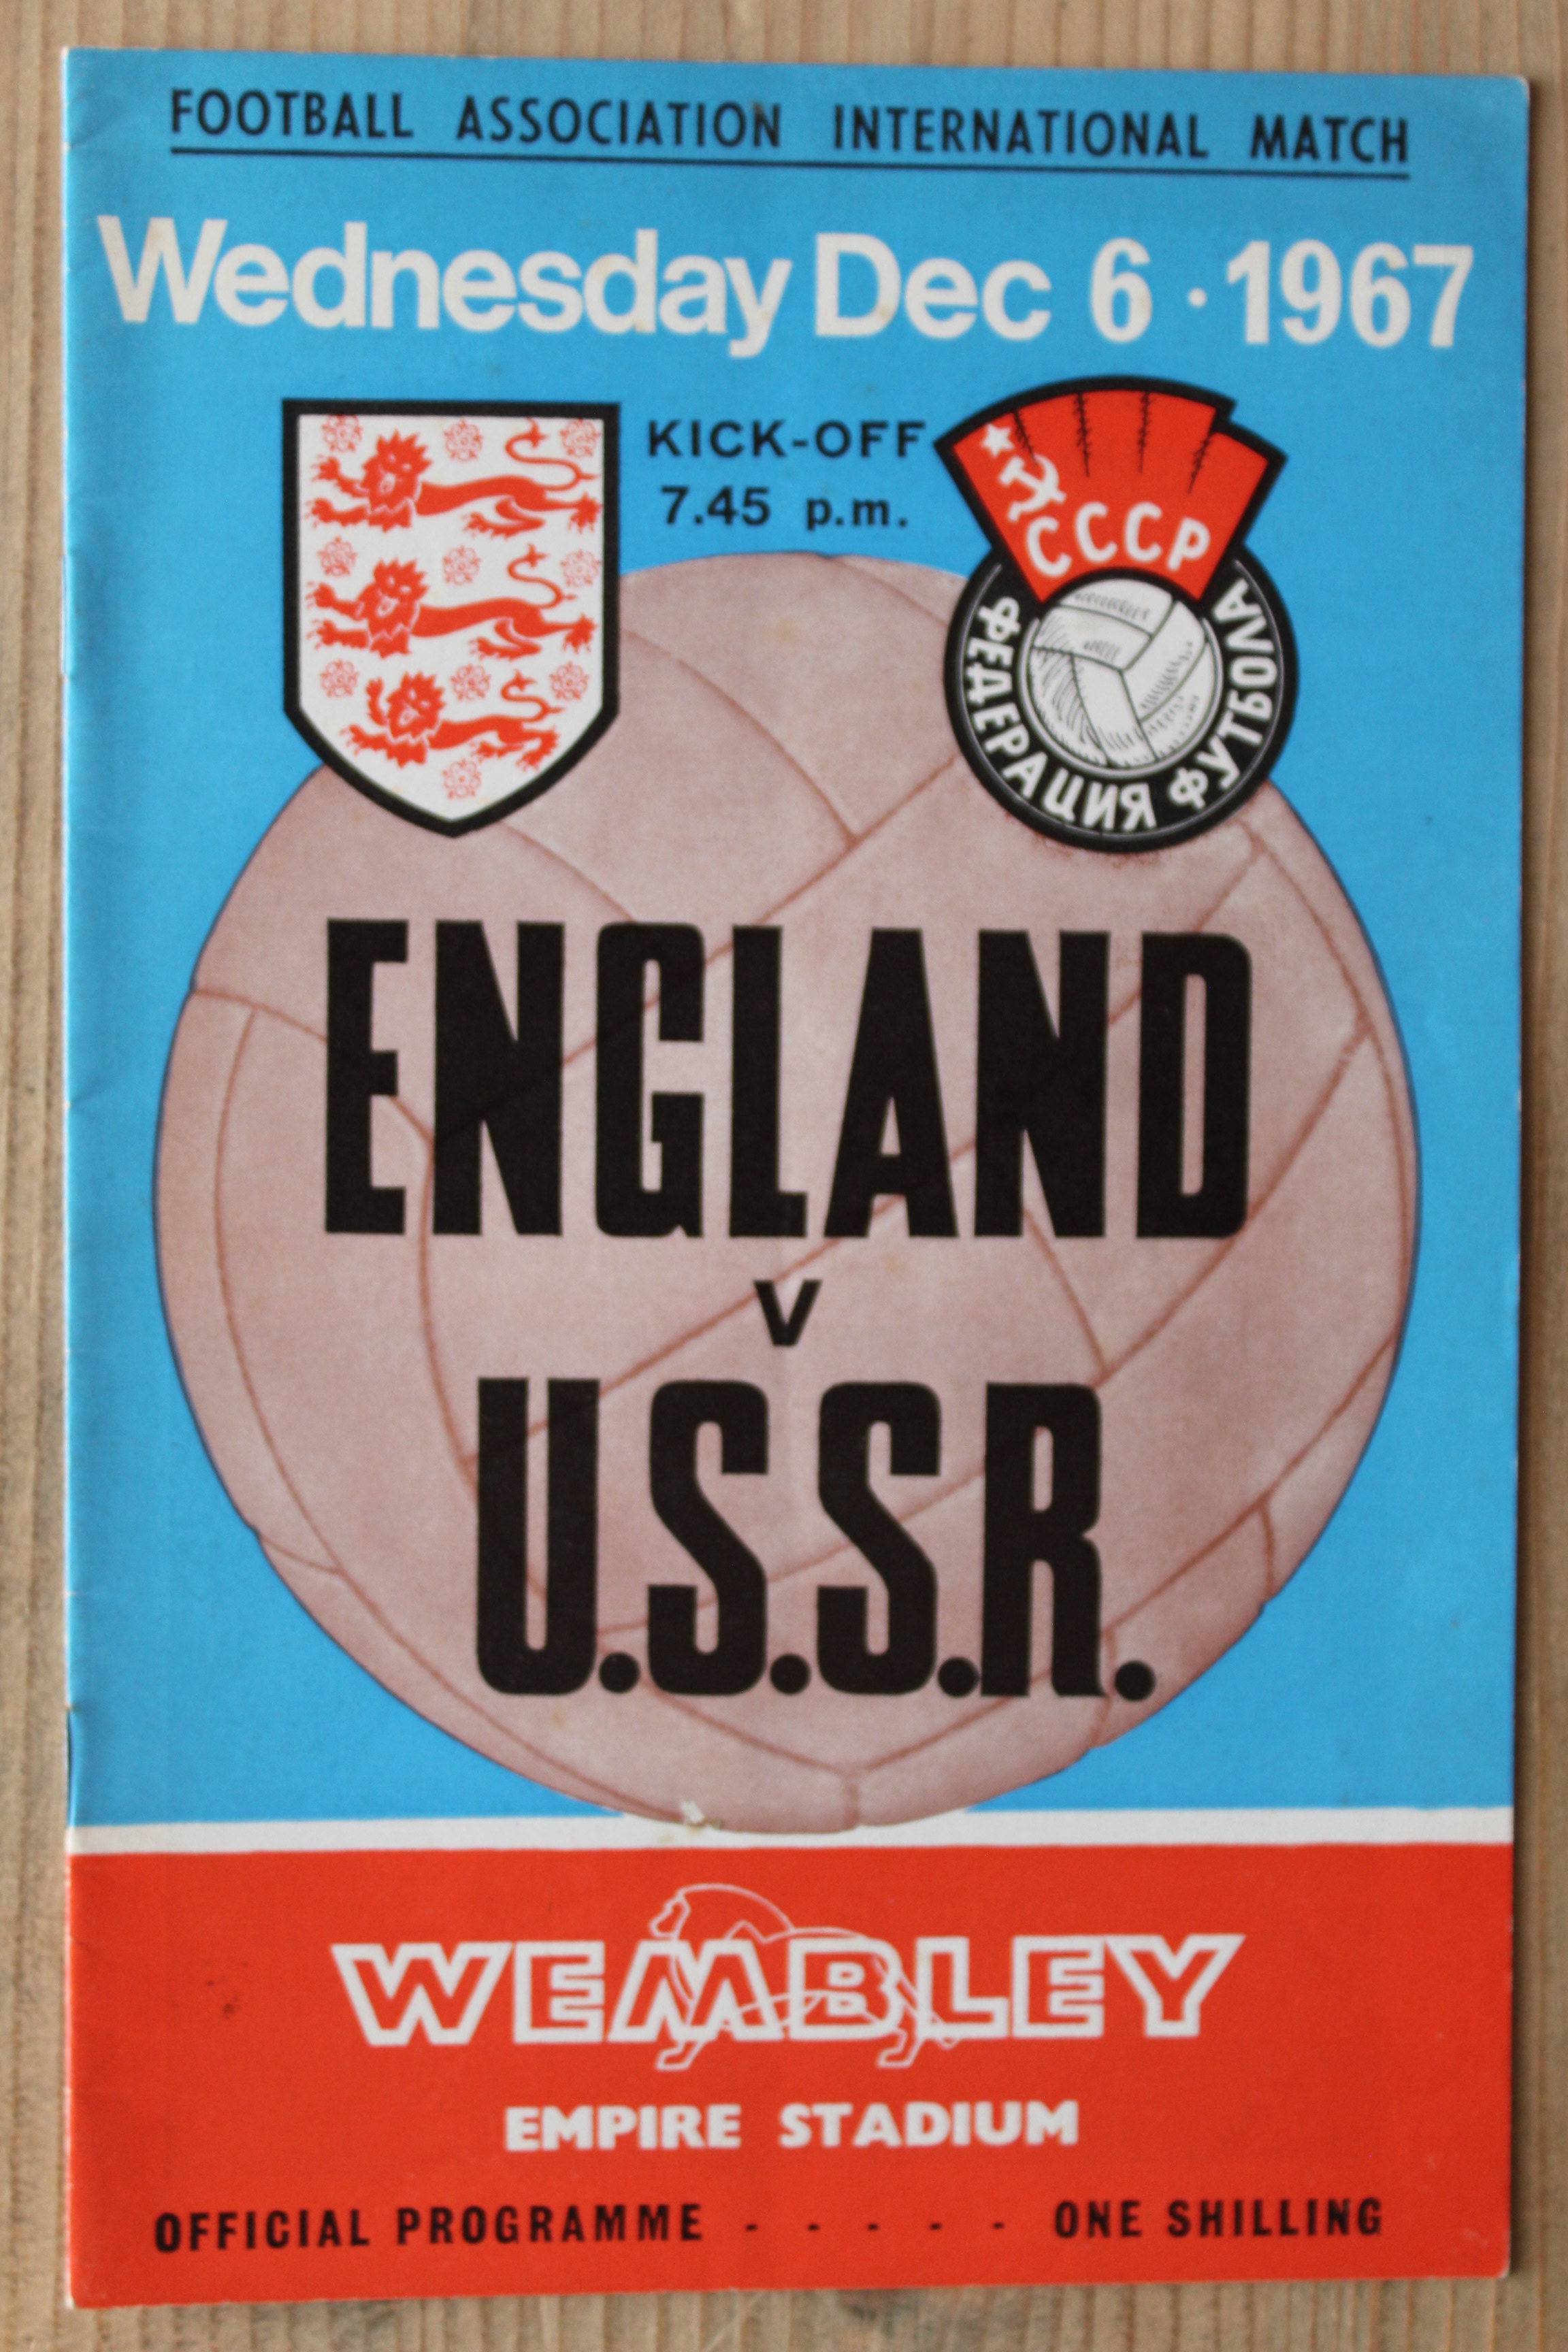 FOOTBALL ASSOCIATION INTERNATIONAL MATCH
Wednesday Dec 6 · 1967
KICK-OFF
7.45 p.m.
СССР
ФЕДЕРАЦИЯ ФУТБОЛА
ENGLAND
v
U.S.S.R.
WEMBLEY
EMPIRE STADIUM
OFFICIAL PROGRAMME - - - - - ONE SHILLING